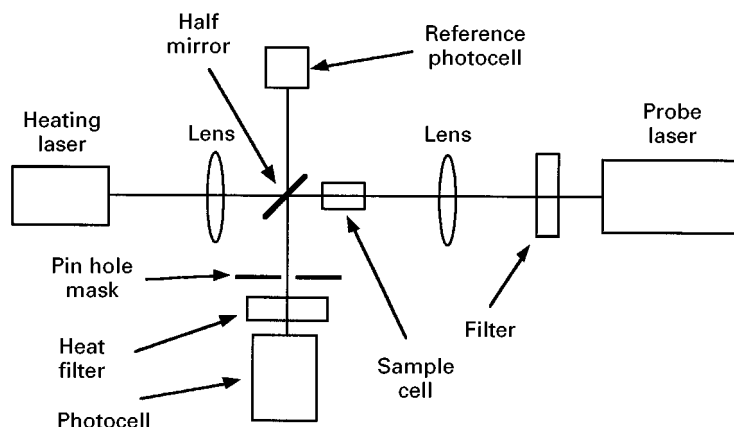 Half
mirror
Reference
photocell
Heating
laser
Lens
Lens
Probe
laser
Pin hole
mask
Heat
filter
Photocell
Sample
cell
Filter